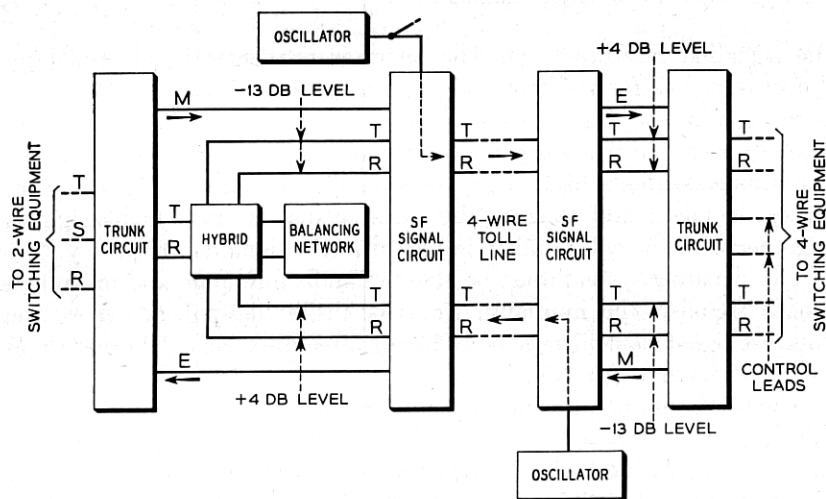 OSCILLATOR
+4 DB LEVEL
-13 DB LEVEL
M
E
T
T
T
T
R
R
R
R
TO 2-WIRE
SWITCHING EQUIPMENT
T
S
R
TRUNK
CIRCUIT
T
R
HYBRID
BALANCING
NETWORK
SF
SIGNAL
CIRCUIT
4-WIRE
TOLL
LINE
SF
SIGNAL
CIRCUIT
TRUNK
CIRCUIT
TO 4-WIRE
SWITCHING EQUIPMENT
T
T
T
T
R
R
R
R
E
M
CONTROL
LEADS
+4 DB LEVEL
-13 DB LEVEL
OSCILLATOR